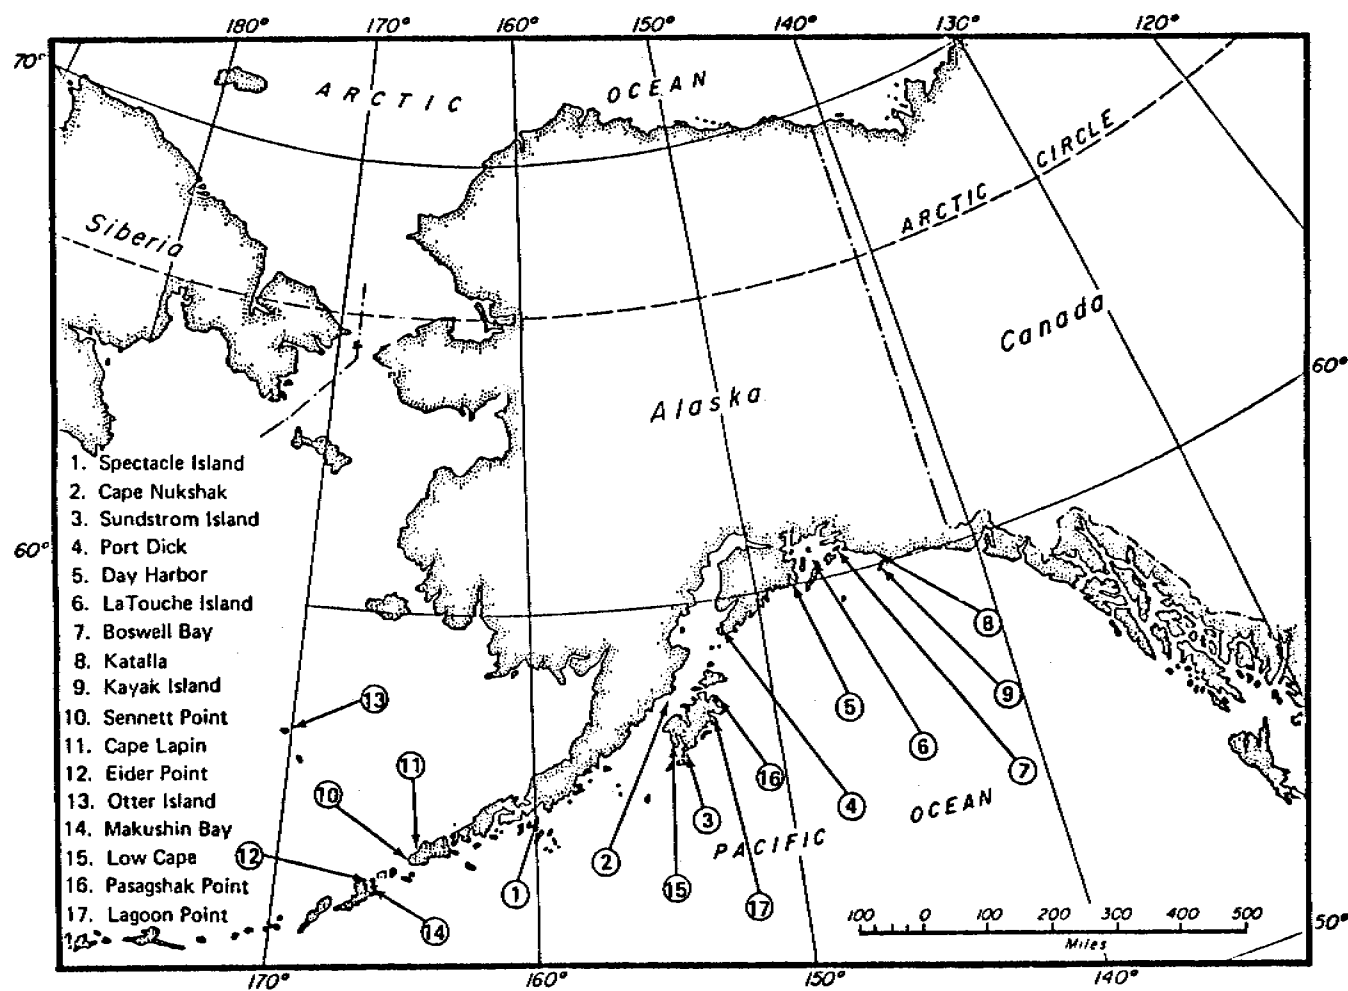 180° 170° 160° 150° 140° 130° 120°
70°
ARCTIC OCEAN
ARCTIC CIRCLE
Siberia
Canada
Alaska
60°
60°
1. Spectacle Island
2. Cape Nukshak
3. Sundstrom Island
4. Port Dick
5. Day Harbor
6. LaTouche Island
7. Boswell Bay
8. Katalla
9. Kayak Island
10. Sennett Point
11. Cape Lapin
12. Eider Point
13. Otter Island
14. Makushin Bay
15. Low Cape
16. Pasagshak Point
17. Lagoon Point
8
9
13
5
6
11
16
7
10
4
3
PACIFIC OCEAN
12
2
15
1
17
14
100 0 100 200 300 400 500
Miles
50°
170° 160° 150° 140°